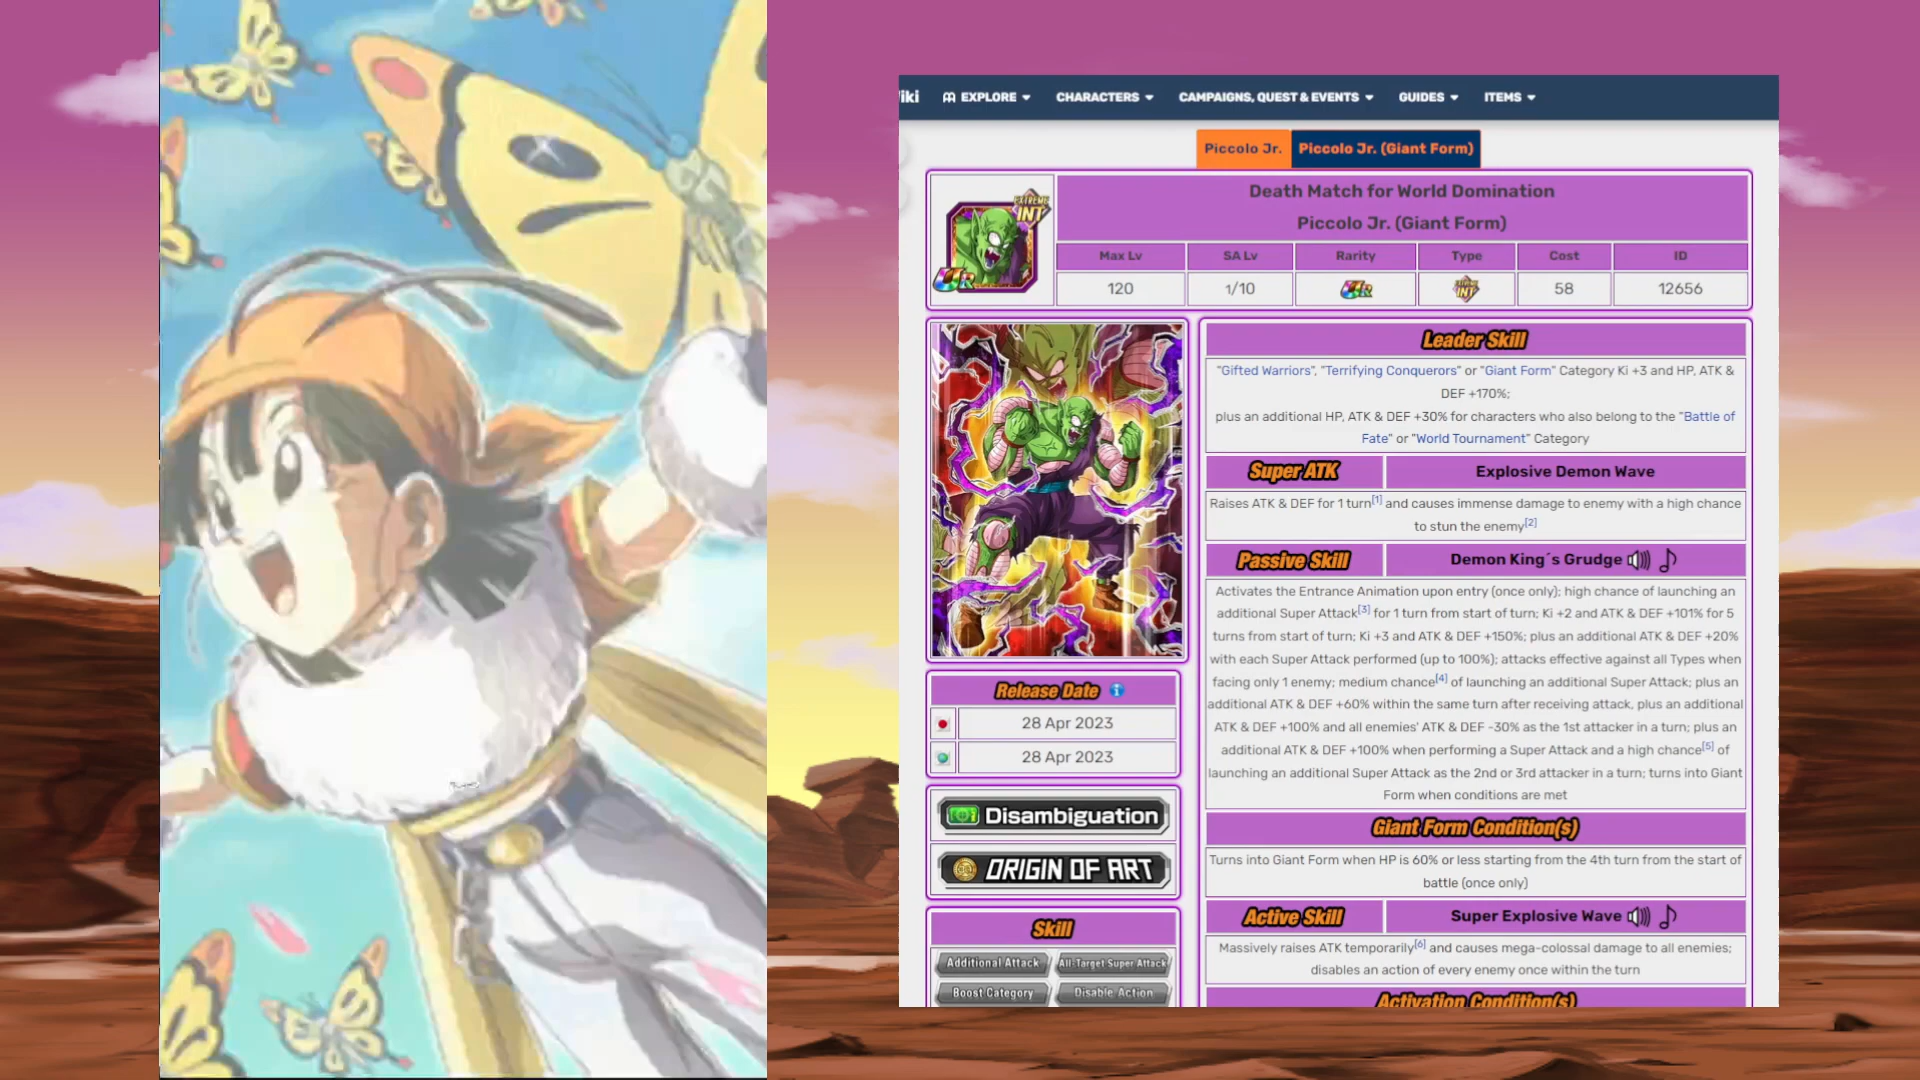 iki EXPLORE CHARACTERS CAMPAIGNS, QUEST & EVENTS GUIDES ITEMS
Piccolo Jr. Piccolo Jr. (Giant Form)
Death Match for World Domination
Piccolo Jr. (Giant Form)
Max Lv SA Lv Rarity Type Cost ID
120 1/10 UR EXTREME INT 58 12656
EXTREME INT
UR
Release Date
28 Apr 2023
28 Apr 2023
Disambiguation
ORIGIN OF ART
Skill
Additional Attack All-Target Super Attack
Boost Category Disable Action
Leader Skill
"Gifted Warriors", "Terrifying Conquerors" or "Giant Form" Category Ki +3 and HP, ATK &
DEF +170%;
plus an additional HP, ATK & DEF +30% for characters who also belong to the "Battle of
Fate" or "World Tournament" Category
Super ATK Explosive Demon Wave
Raises ATK & DEF for 1 turn[1] and causes immense damage to enemy with a high chance
to stun the enemy[2]
Passive Skill Demon King´s Grudge
Activates the Entrance Animation upon entry (once only); high chance of launching an
additional Super Attack[3] for 1 turn from start of turn; Ki +2 and ATK & DEF +101% for 5
turns from start of turn; Ki +3 and ATK & DEF +150%; plus an additional ATK & DEF +20%
with each Super Attack performed (up to 100%); attacks effective against all Types when
facing only 1 enemy; medium chance[4] of launching an additional Super Attack; plus an
additional ATK & DEF +60% within the same turn after receiving attack, plus an additional
ATK & DEF +100% and all enemies' ATK & DEF -30% as the 1st attacker in a turn; plus an
additional ATK & DEF +100% when performing a Super Attack and a high chance[5] of
launching an additional Super Attack as the 2nd or 3rd attacker in a turn; turns into Giant
Form when conditions are met
Giant Form Condition(s)
Turns into Giant Form when HP is 60% or less starting from the 4th turn from the start of
battle (once only)
Active Skill Super Explosive Wave
Massively raises ATK temporarily[6] and causes mega-colossal damage to all enemies;
disables an action of every enemy once within the turn
Activation Condition(s)